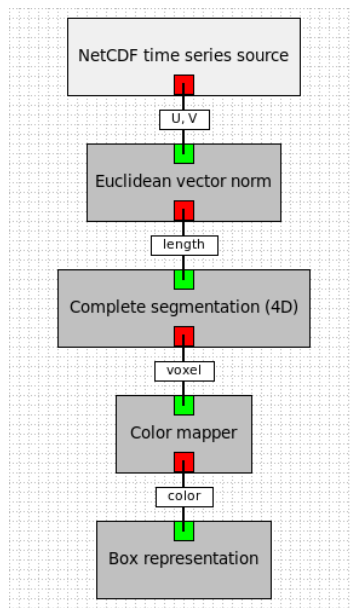 NetCDF time series source
U, V
Euclidean vector norm
length
Complete segmentation (4D)
voxel
Color mapper
color
Box representation